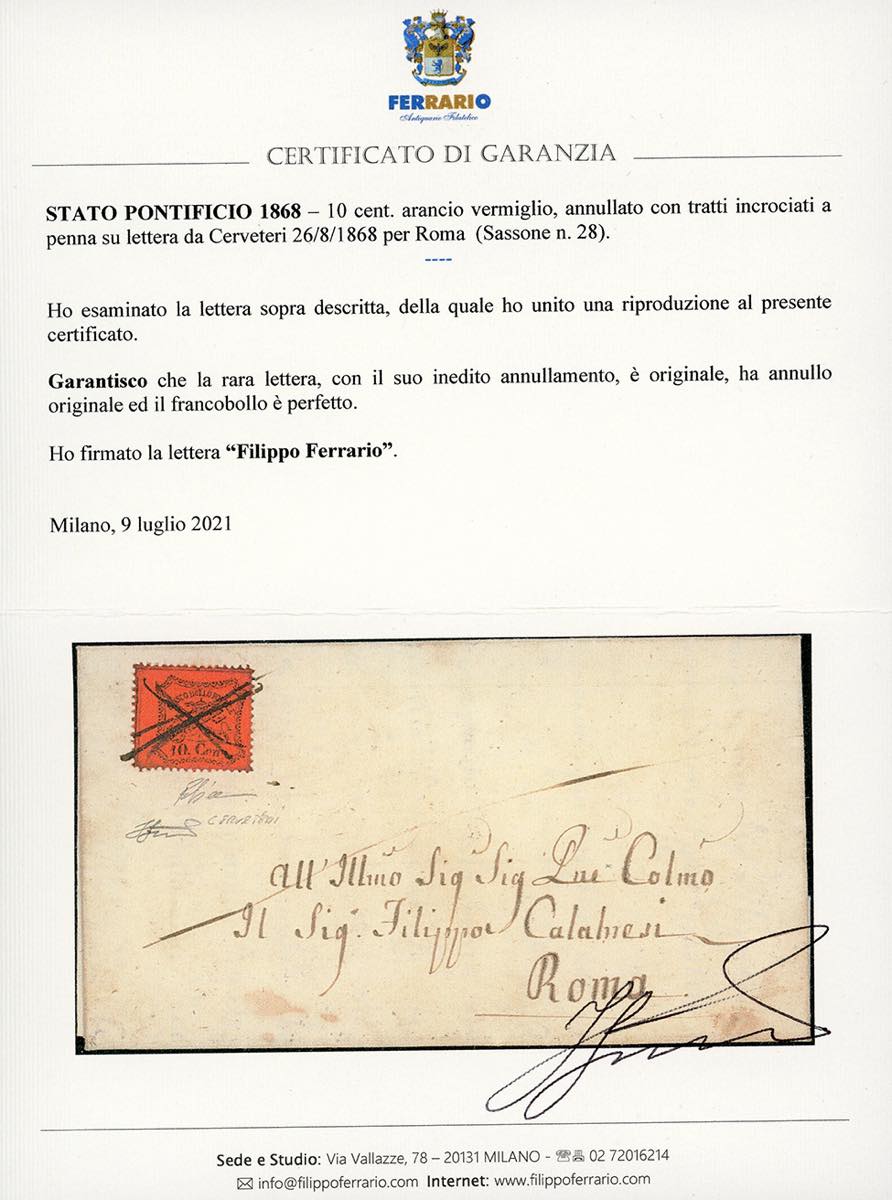 FERRARIO
Antiquario Filatelico
CERTIFICATO DI GARANZIA
STATO PONTIFICIO 1868 – 10 cent. arancio vermiglio, annullato con tratti incrociati a
penna su lettera da Cerveteri 26/8/1868 per Roma (Sassone n. 28).
----
Ho esaminato la lettera sopra descritta, della quale ho unito una riproduzione al presente
certificato.
Garantisco che la rara lettera, con il suo inedito annullamento, è originale, ha annullo
originale ed il francobollo è perfetto.
Ho firmato la lettera “Filippo Ferrario”.
Milano, 9 luglio 2021
10. Cen
CERVETERI
All' Illmo Sig Sig Pne Colmo
Il Sig. Filippo Calabresi
Roma
Sede e Studio: Via Vallazze, 78 – 20131 MILANO - 02 72016214
info@filippoferrario.com Internet: www.filippoferrario.com